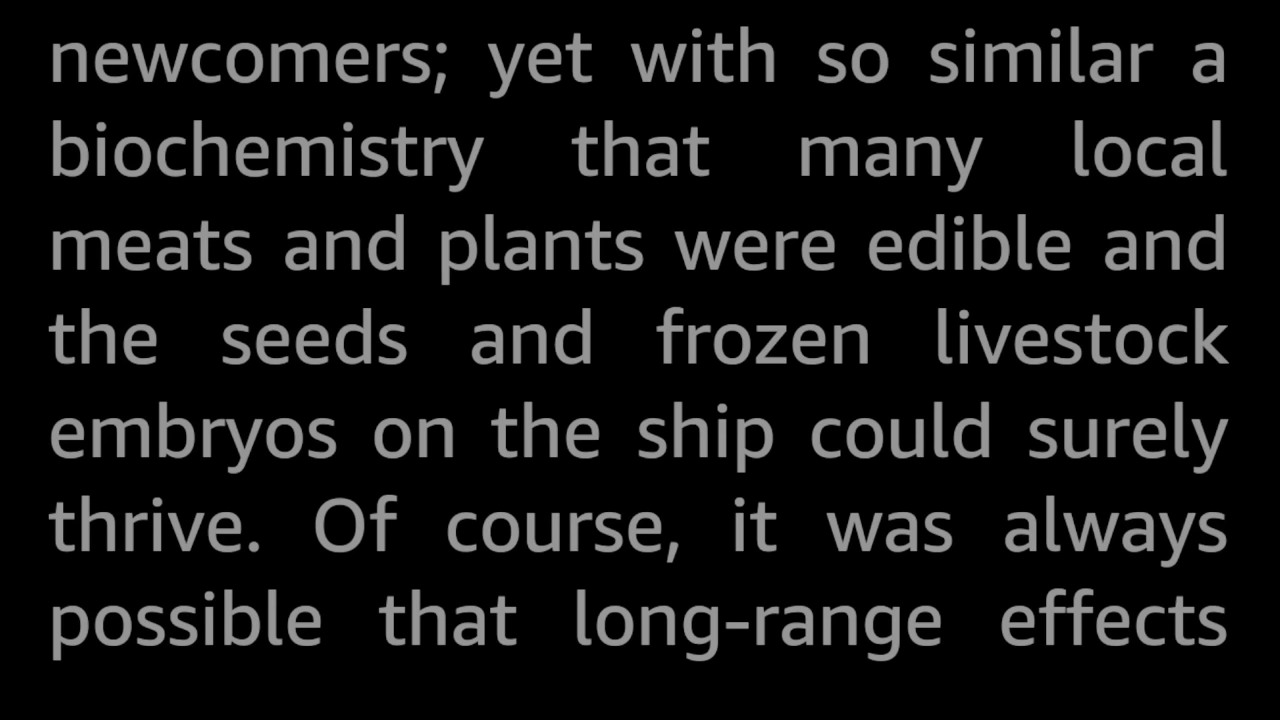 newcomers; yet with so similar a
biochemistry that many local
meats and plants were edible and
the seeds and frozen livestock
embryos on the ship could surely
thrive. Of course, it was always
possible that long-range effects